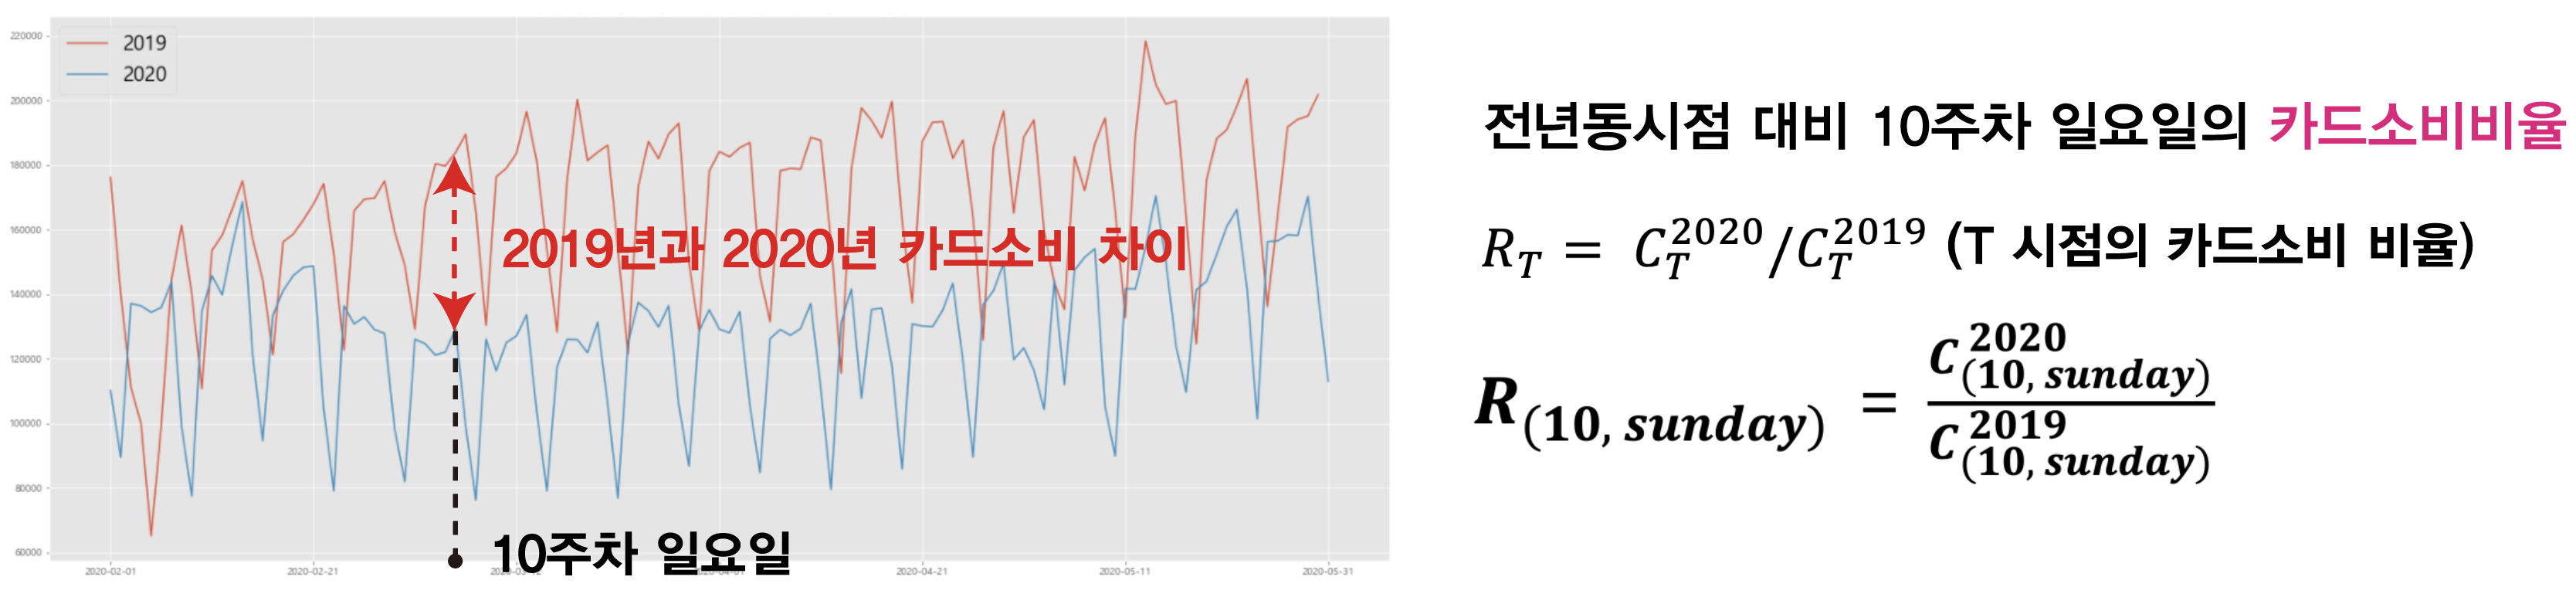 2019
2020
220000
200000
180000
160000
140000
120000
100000
80000
60000
2019년과 2020년 카드소비 차이
10주차 일요일
2020-02-01 2020-02-21 2020-04-21 2020-05-11 2020-05-31
전년동시점 대비 10주차 일요일의 카드소비비율
R_T = C_T^2020 / C_T^2019 (T 시점의 카드소비 비율)
R_(10, sunday) = C_(10, sunday)^2020 / C_(10, sunday)^2019